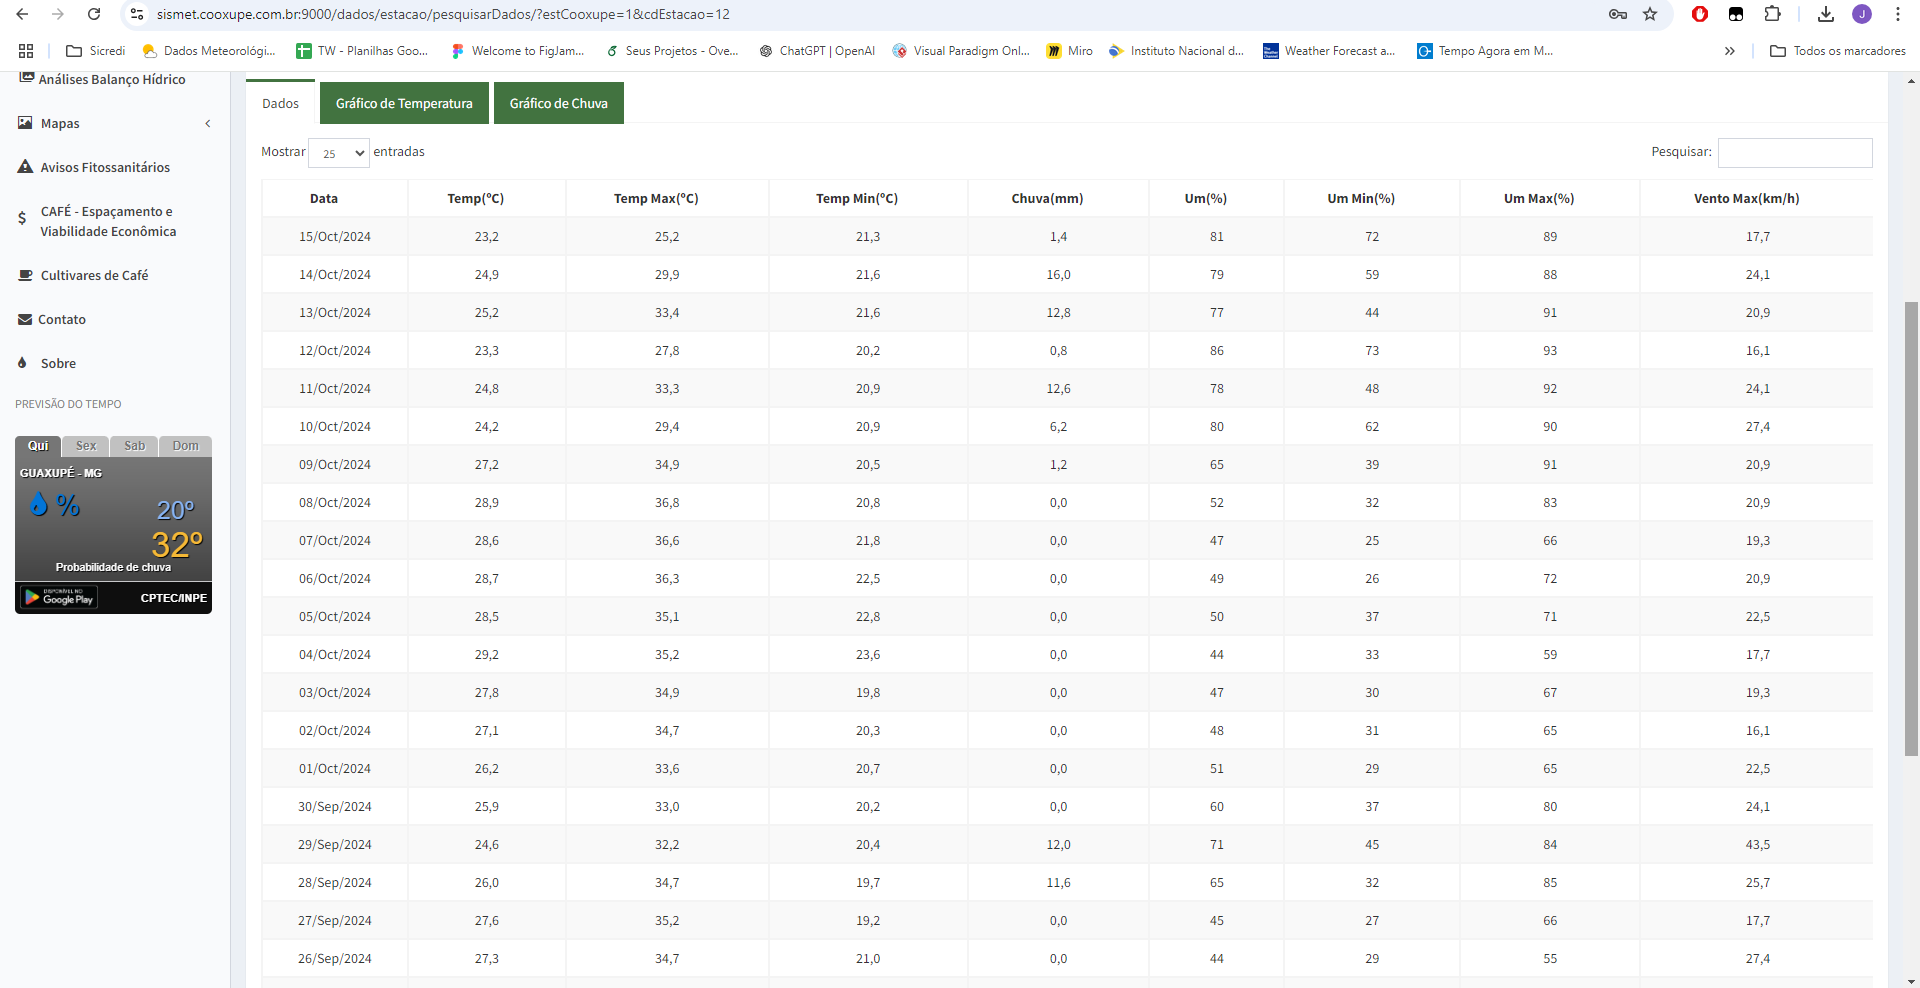 sismet.cooxupe.com.br:9000/dados/estacao/pesquisarDados/?estCooxupe=1&cdEstacao=12
Sicredi Dados Meteorológi... TW - Planilhas Goo... Welcome to FigJam... Seus Projetos - Ove... ChatGPT | OpenAI Visual Paradigm Onl... Miro Instituto Nacional d... Weather Forecast a... Tempo Agora em M... » Todos os marcadores
Análises Balanço Hídrico
Mapas
Avisos Fitossanitários
CAFÉ - Espaçamento e
Viabilidade Econômica
Cultivares de Café
Contato
Sobre
PREVISÃO DO TEMPO
Qui Sex Sab Dom
GUAXUPÉ - MG
%
20º
32º
Probabilidade de chuva
DISPONÍVEL NO
Google Play
CPTEC/INPE
Dados Gráfico de Temperatura Gráfico de Chuva
Mostrar 25 entradas Pesquisar:
Data Temp(ºC) Temp Max(ºC) Temp Min(ºC) Chuva(mm) Um(%) Um Min(%) Um Max(%) Vento Max(km/h)
15/Oct/2024 23,2 25,2 21,3 1,4 81 72 89 17,7
14/Oct/2024 24,9 29,9 21,6 16,0 79 59 88 24,1
13/Oct/2024 25,2 33,4 21,6 12,8 77 44 91 20,9
12/Oct/2024 23,3 27,8 20,2 0,8 86 73 93 16,1
11/Oct/2024 24,8 33,3 20,9 12,6 78 48 92 24,1
10/Oct/2024 24,2 29,4 20,9 6,2 80 62 90 27,4
09/Oct/2024 27,2 34,9 20,5 1,2 65 39 91 20,9
08/Oct/2024 28,9 36,8 20,8 0,0 52 32 83 20,9
07/Oct/2024 28,6 36,6 21,8 0,0 47 25 66 19,3
06/Oct/2024 28,7 36,3 22,5 0,0 49 26 72 20,9
05/Oct/2024 28,5 35,1 22,8 0,0 50 37 71 22,5
04/Oct/2024 29,2 35,2 23,6 0,0 44 33 59 17,7
03/Oct/2024 27,8 34,9 19,8 0,0 47 30 67 19,3
02/Oct/2024 27,1 34,7 20,3 0,0 48 31 65 16,1
01/Oct/2024 26,2 33,6 20,7 0,0 51 29 65 22,5
30/Sep/2024 25,9 33,0 20,2 0,0 60 37 80 24,1
29/Sep/2024 24,6 32,2 20,4 12,0 71 45 84 43,5
28/Sep/2024 26,0 34,7 19,7 11,6 65 32 85 25,7
27/Sep/2024 27,6 35,2 19,2 0,0 45 27 66 17,7
26/Sep/2024 27,3 34,7 21,0 0,0 44 29 55 27,4